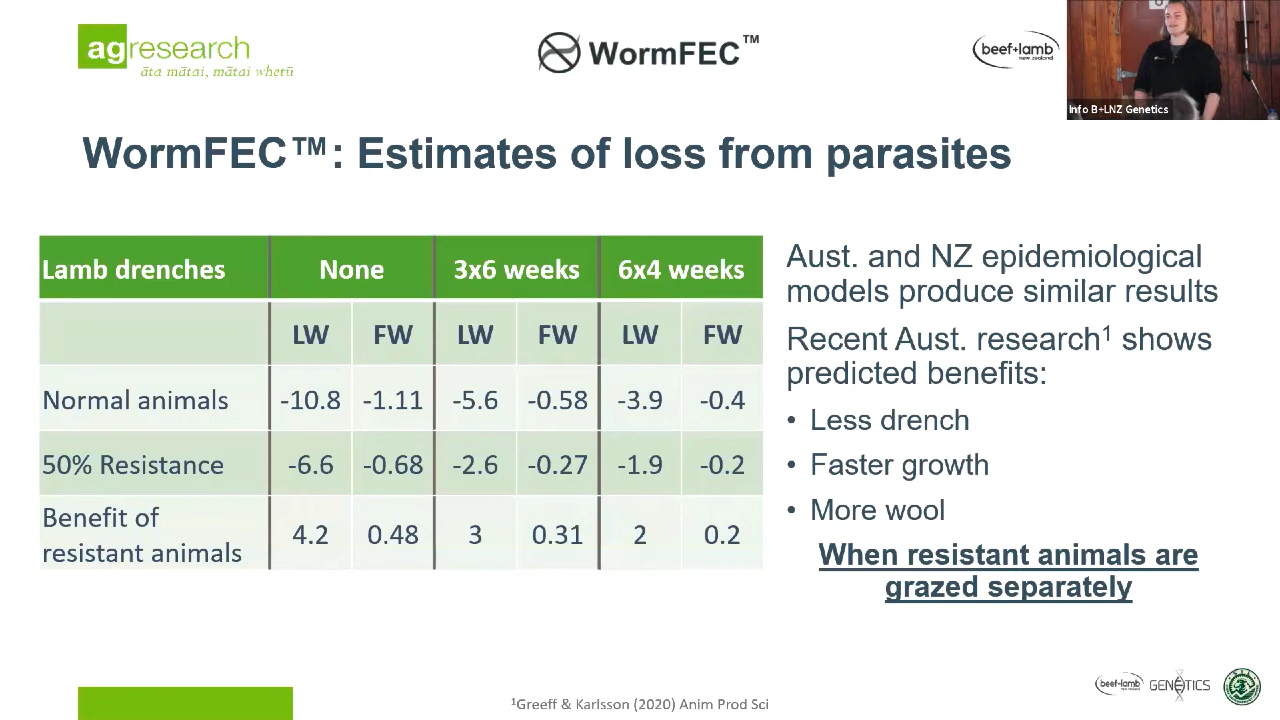 agresearch
āta mātai, mātai whetū
WormFEC™
beef+lamb
new zealand
Info B+LNZ Genetics
WormFEC™: Estimates of loss from parasites
Lamb drenches None 3x6 weeks 6x4 weeks
LW FW LW FW LW FW
Normal animals -10.8 -1.11 -5.6 -0.58 -3.9 -0.4
50% Resistance -6.6 -0.68 -2.6 -0.27 -1.9 -0.2
Benefit of
resistant animals 4.2 0.48 3 0.31 2 0.2
Aust. and NZ epidemiological
models produce similar results
Recent Aust. research¹ shows
predicted benefits:
• Less drench
• Faster growth
• More wool
When resistant animals are
grazed separately
¹Greeff & Karlsson (2020) Anim Prod Sci
beef+lamb GENETICS